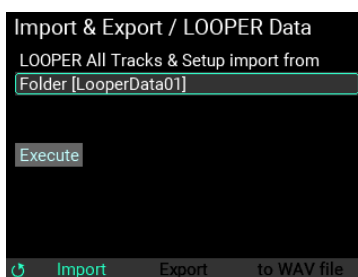 Import & Export / LOOPER Data
LOOPER All Tracks & Setup import from
Folder [LooperData01]
Execute
Import Export to WAV file